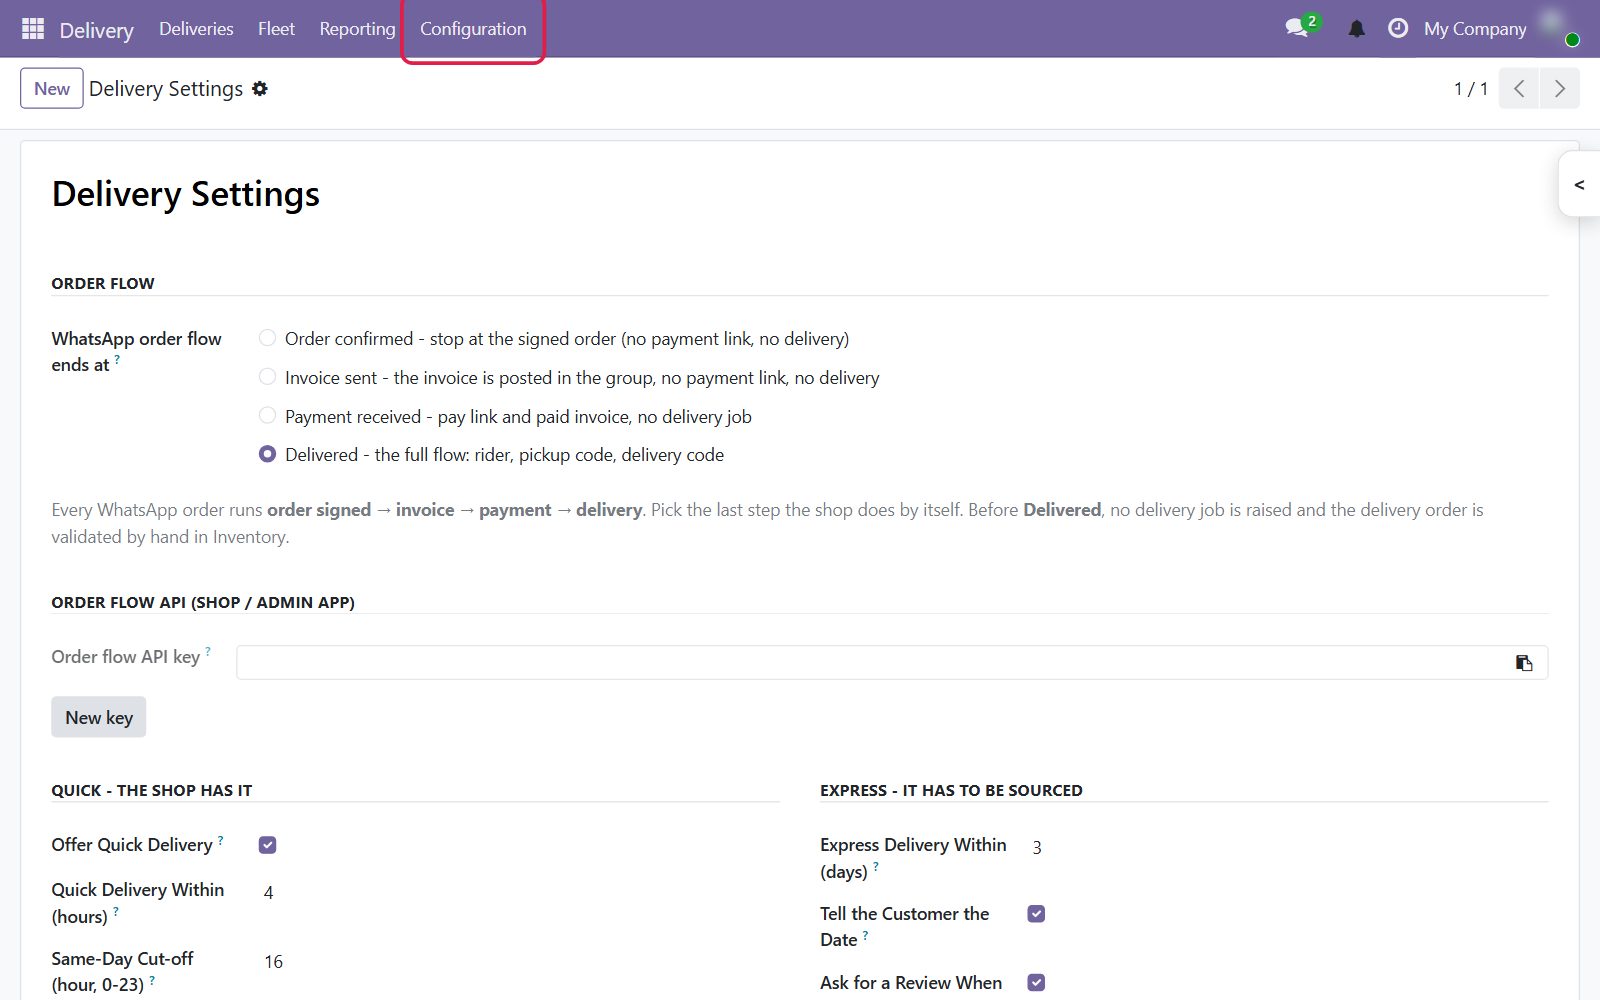 Delivery Deliveries Fleet Reporting Configuration 2 My Company
New Delivery Settings 1 / 1
<
Delivery Settings
ORDER FLOW
WhatsApp order flow ends at ?
Order confirmed - stop at the signed order (no payment link, no delivery)
Invoice sent - the invoice is posted in the group, no payment link, no delivery
Payment received - pay link and paid invoice, no delivery job
Delivered - the full flow: rider, pickup code, delivery code
Every WhatsApp order runs order signed → invoice → payment → delivery. Pick the last step the shop does by itself. Before Delivered, no delivery job is raised and the delivery order is
validated by hand in Inventory.
ORDER FLOW API (SHOP / ADMIN APP)
Order flow API key ?
New key
QUICK - THE SHOP HAS IT
Offer Quick Delivery ?
Quick Delivery Within
(hours) ?
4
Same-Day Cut-off
(hour, 0-23) ?
16
EXPRESS - IT HAS TO BE SOURCED
Express Delivery Within
(days) ?
3
Tell the Customer the
Date ?
Ask for a Review When